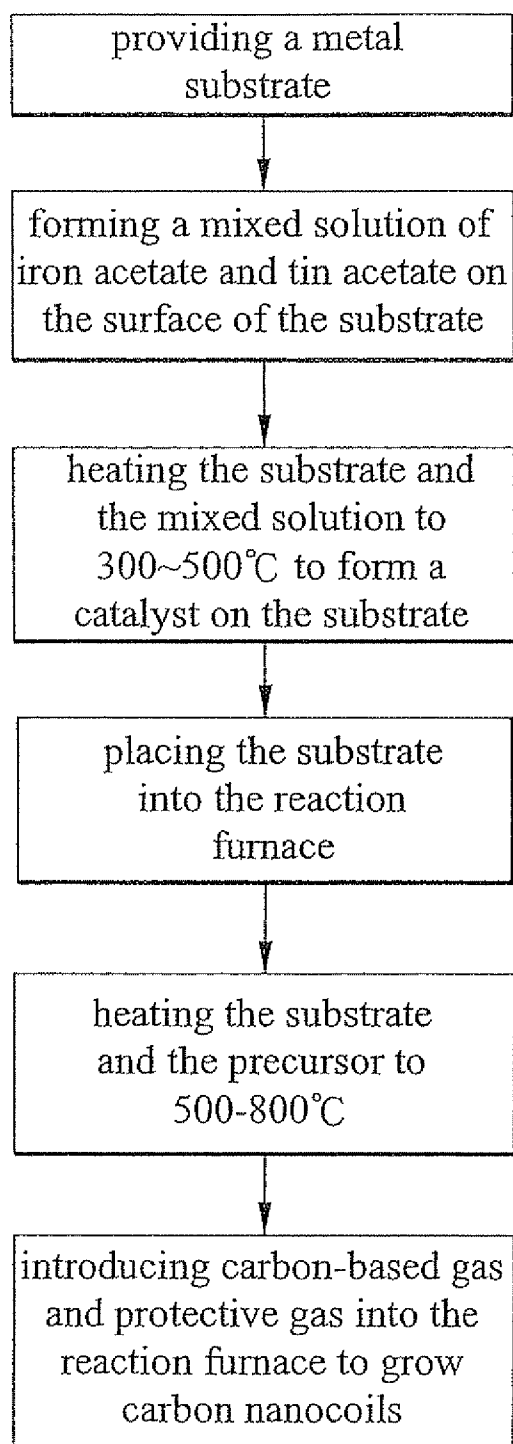 providing a metal
substrate
forming a mixed solution of
iron acetate and tin acetate on
the surface of the substrate
heating the substrate and
the mixed solution to
300~500℃ to form a
catalyst on the substrate
placing the substrate
into the reaction
furnace
heating the substrate
and the precursor to
500-800℃
introducing carbon-based gas
and protective gas into the
reaction furnace to grow
carbon nanocoils